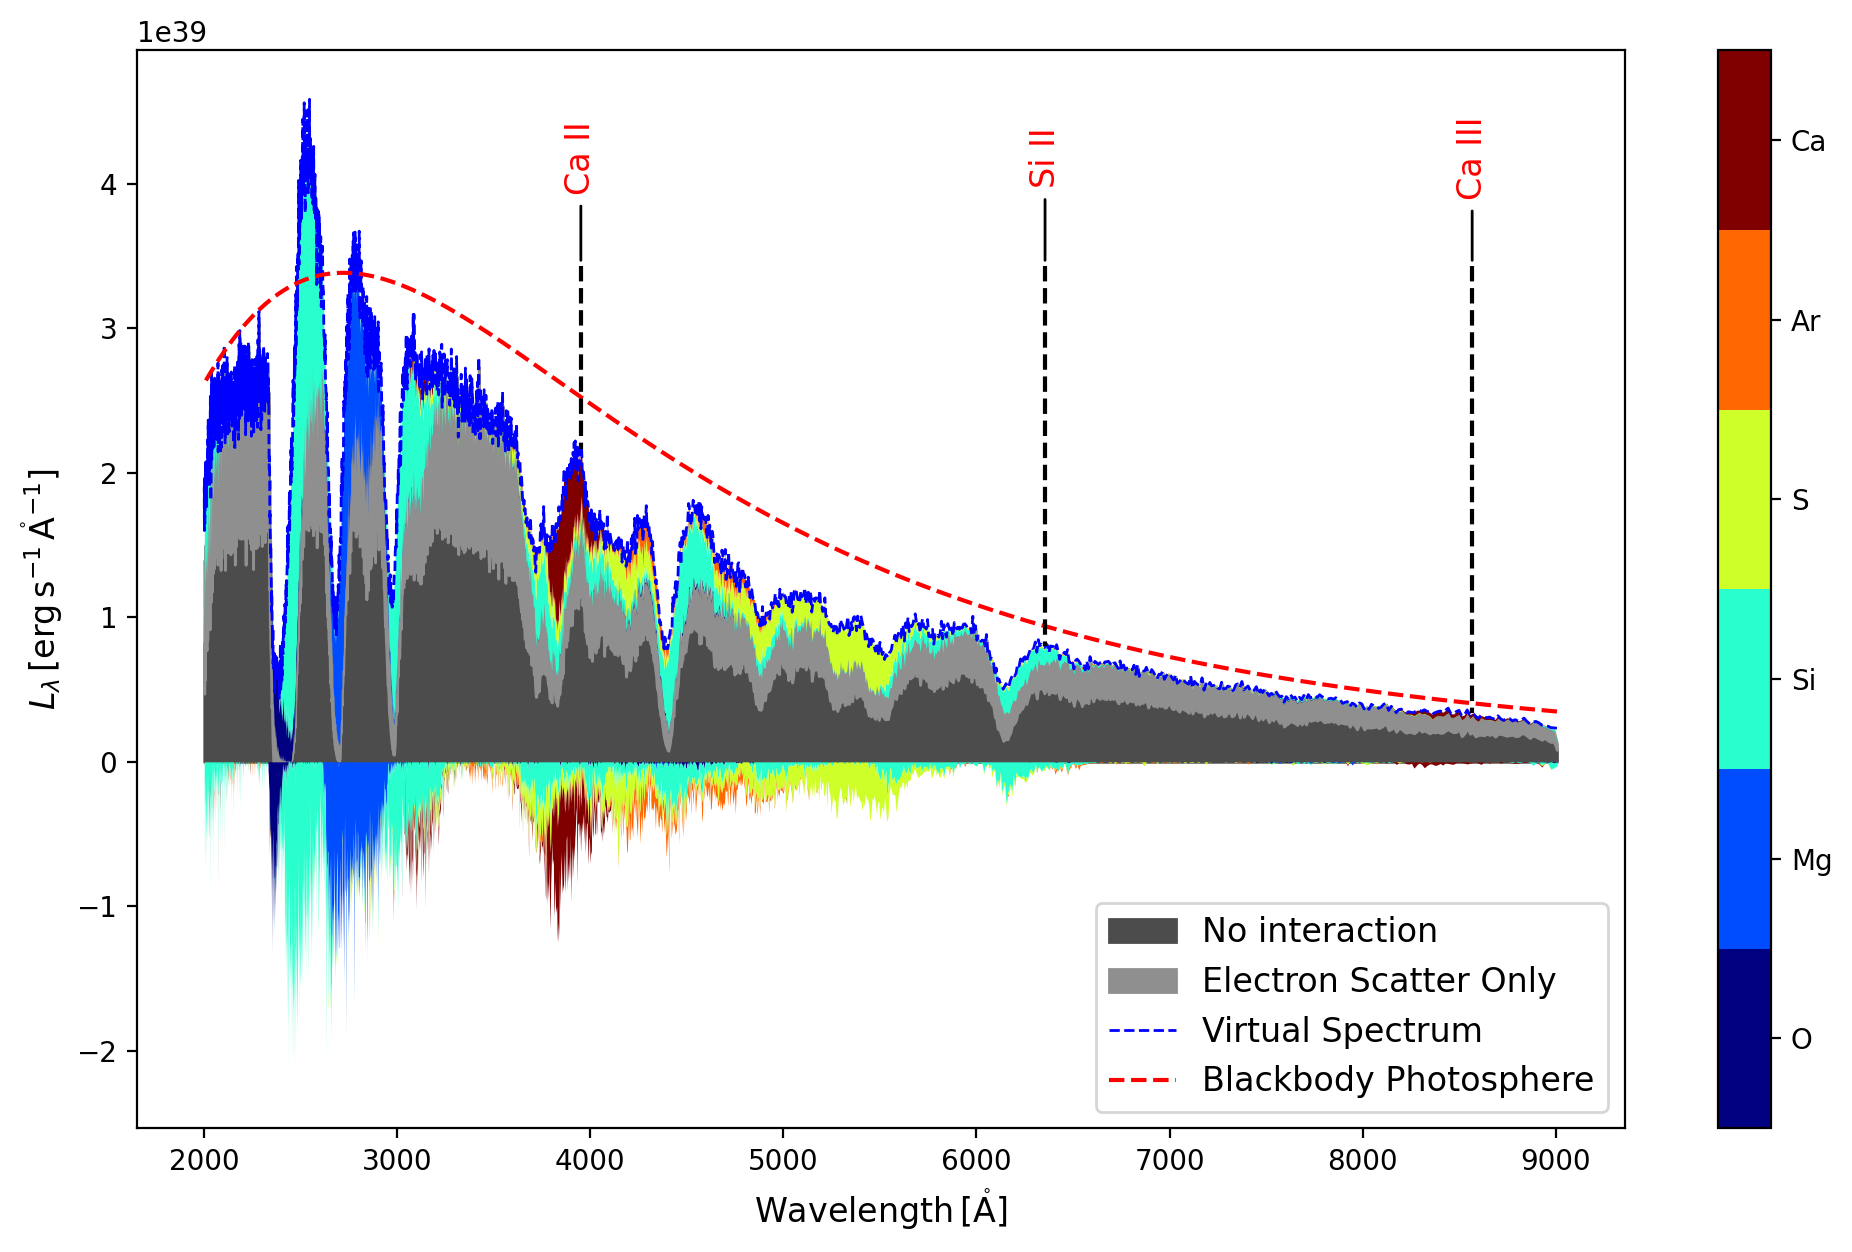 1e39
Ca II
Si II
Ca III
4
3
2
1
0
−1
−2
L_λ [erg s⁻¹ Å⁻¹]
2000 3000 4000 5000 6000 7000 8000 9000
Wavelength [Å]
No interaction
Electron Scatter Only
Virtual Spectrum
Blackbody Photosphere
Ca
Ar
S
Si
Mg
O